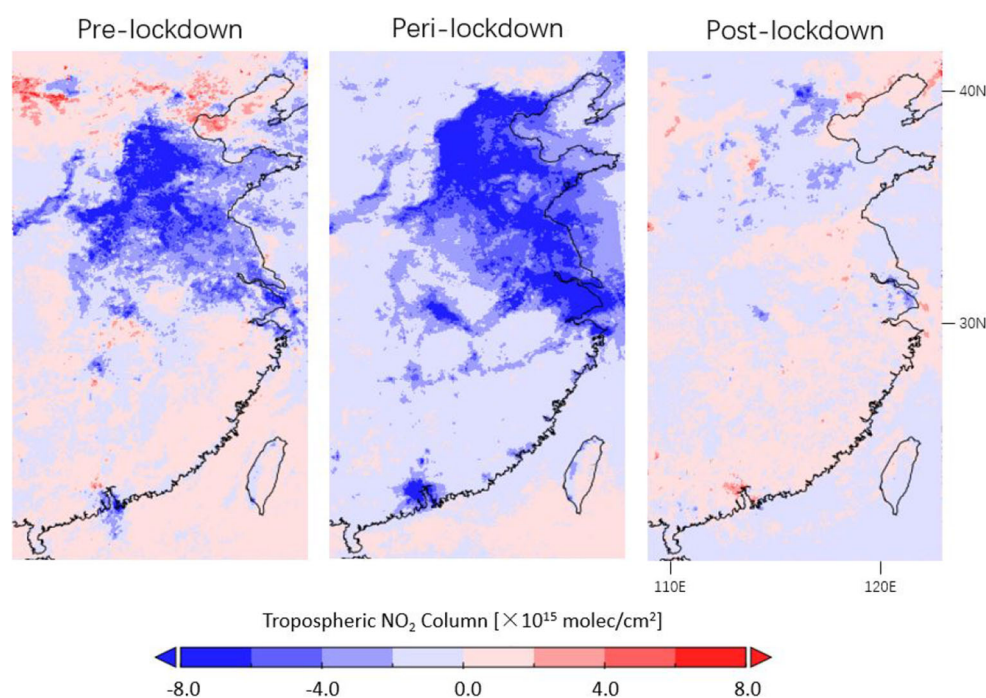 Pre-lockdown
Peri-lockdown
Post-lockdown
40N
30N
110E
120E
Tropospheric NO₂ Column [×10¹⁵ molec/cm²]
-8.0
-4.0
0.0
4.0
8.0